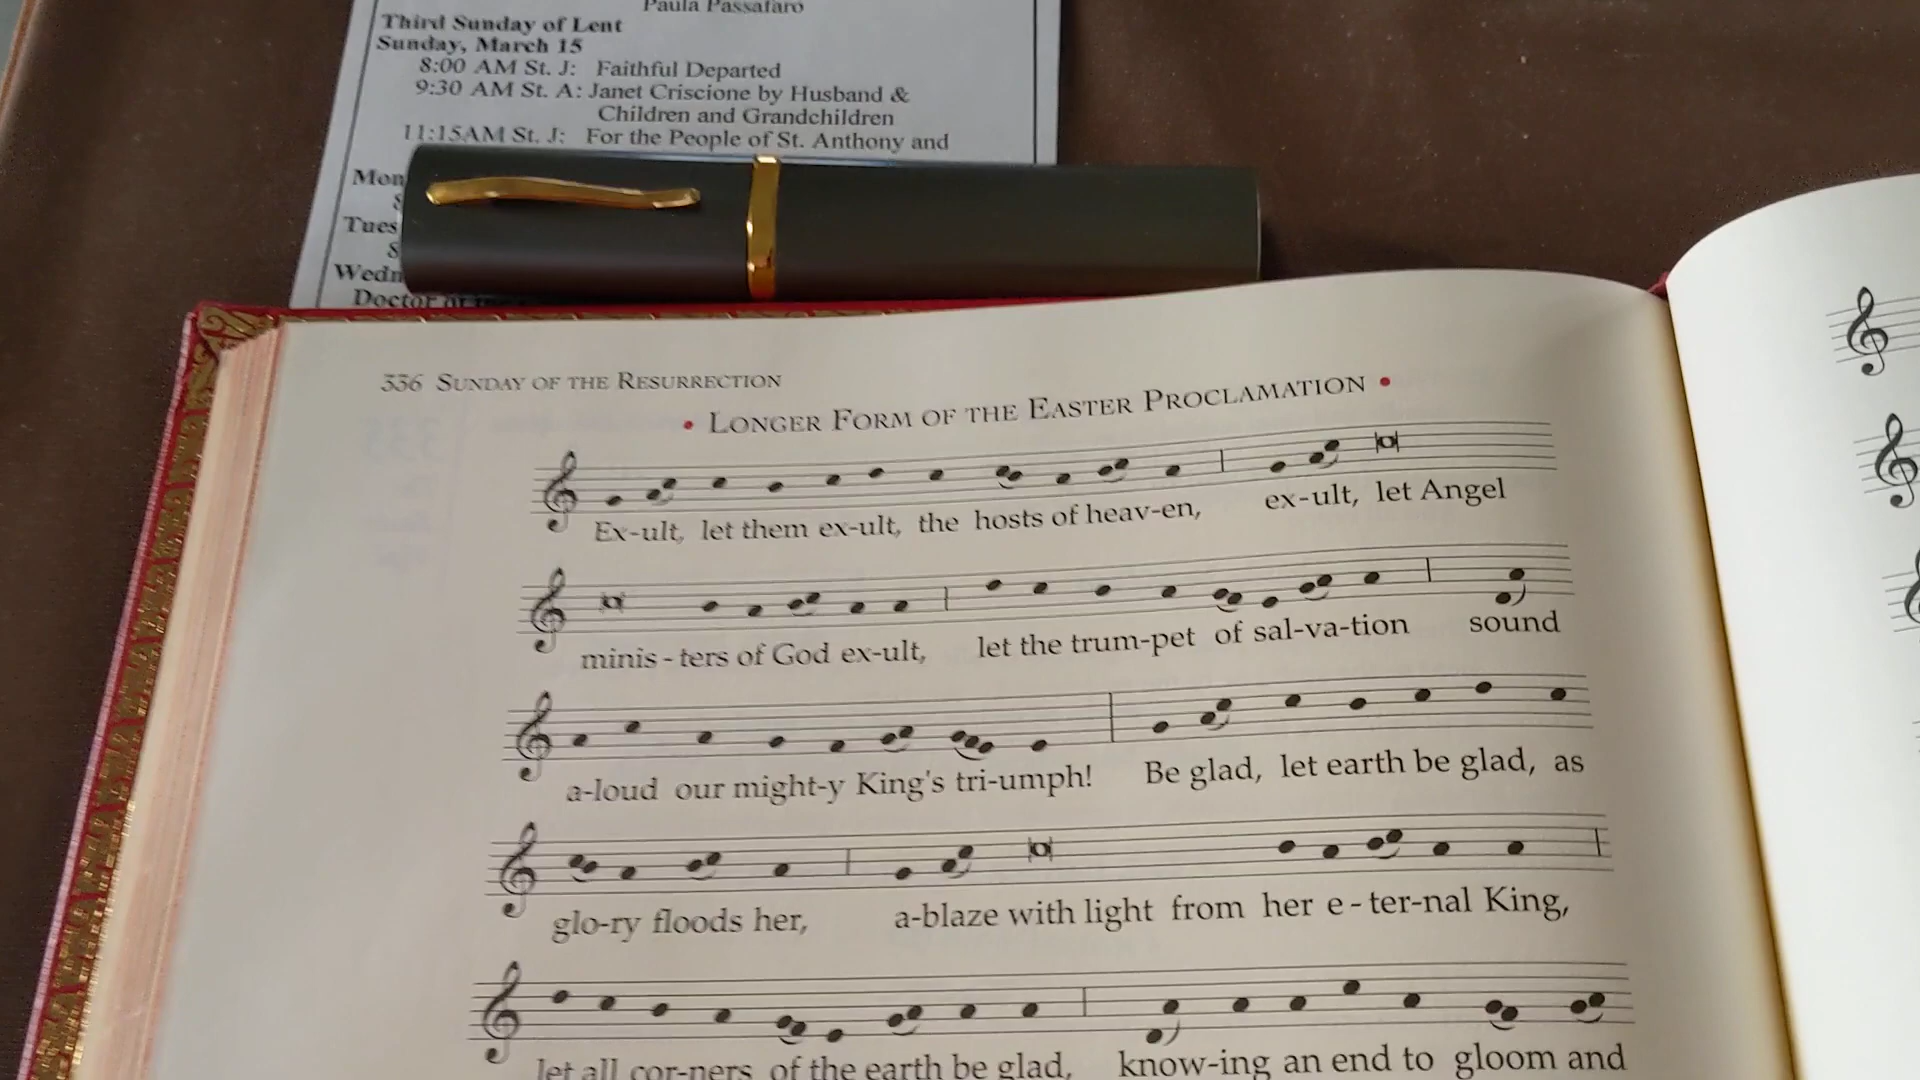 Paula Passafaro
Third Sunday of Lent
Sunday, March 15
8:00 AM St. J: Faithful Departed
9:30 AM St. A: Janet Criscione by Husband &
Children and Grandchildren
11:15AM St. J: For the People of St. Anthony and
Mon
8
Tues
8
Wedn
Doctor of the
336 SUNDAY OF THE RESURRECTION
• LONGER FORM OF THE EASTER PROCLAMATION •
Ex-ult, let them ex-ult, the hosts of heav-en, ex-ult, let Angel
minis-ters of God ex-ult, let the trum-pet of sal-va-tion sound
a-loud our might-y King's tri-umph! Be glad, let earth be glad, as
glo-ry floods her, a-blaze with light from her e-ter-nal King,
let all cor-ners of the earth be glad, know-ing an end to gloom and